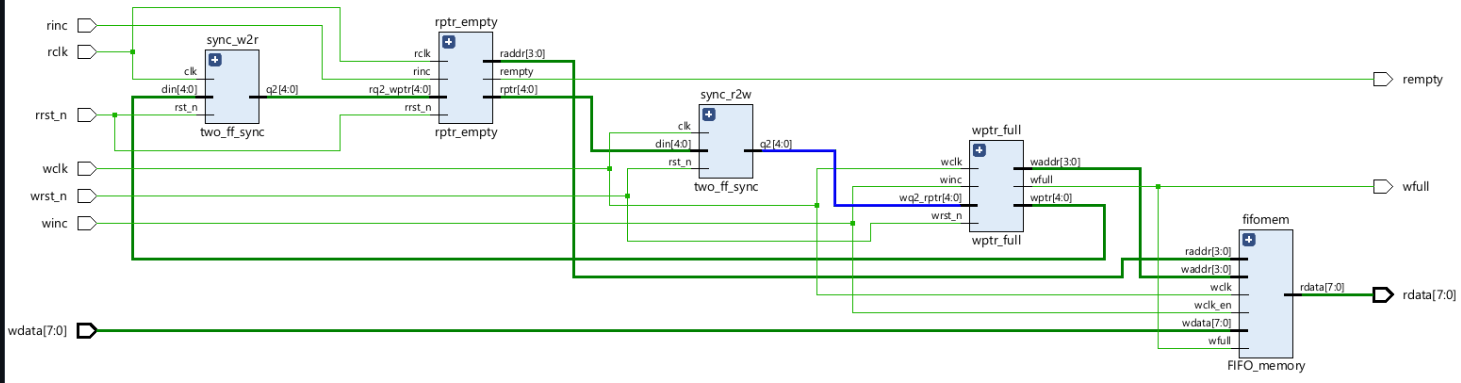 rinc
rclk
rrst_n
wclk
wrst_n
winc
wdata[7:0]
sync_w2r
clk
din[4:0]
rst_n
q2[4:0]
two_ff_sync
rptr_empty
rclk
rinc
rq2_wptr[4:0]
rrst_n
raddr[3:0]
rempty
rptr[4:0]
rptr_empty
sync_r2w
clk
din[4:0]
rst_n
q2[4:0]
two_ff_sync
wptr_full
wclk
winc
wq2_rptr[4:0]
wrst_n
waddr[3:0]
wfull
wptr[4:0]
wptr_full
fifomem
raddr[3:0]
waddr[3:0]
wclk
wclk_en
wdata[7:0]
wfull
rdata[7:0]
FIFO_memory
rempty
wfull
rdata[7:0]